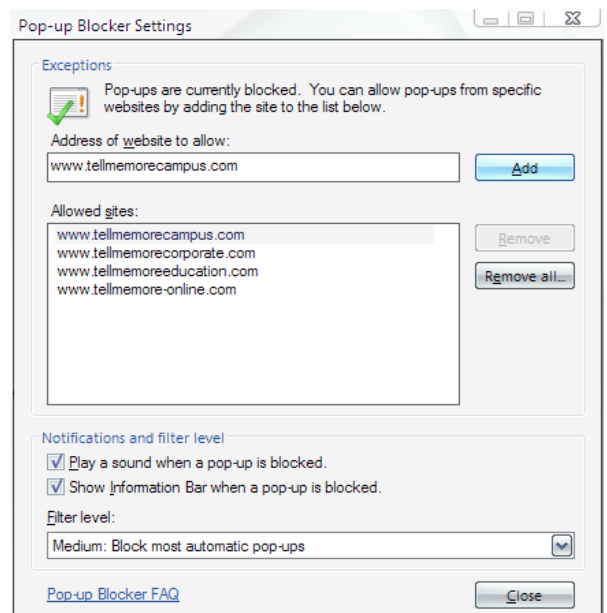 Pop-up Blocker Settings
Exceptions
Pop-ups are currently blocked. You can allow pop-ups from specific
websites by adding the site to the list below.
Address of website to allow:
www.tellmemorecampus.com
Add
Allowed sites:
www.tellmemorecampus.com
www.tellmemorecorporate.com
www.tellmemoreeducation.com
www.tellmemore-online.com
Remove
Remove all...
Notifications and filter level
Play a sound when a pop-up is blocked.
Show Information Bar when a pop-up is blocked.
Filter level:
Medium: Block most automatic pop-ups
Pop-up Blocker FAQ
Close